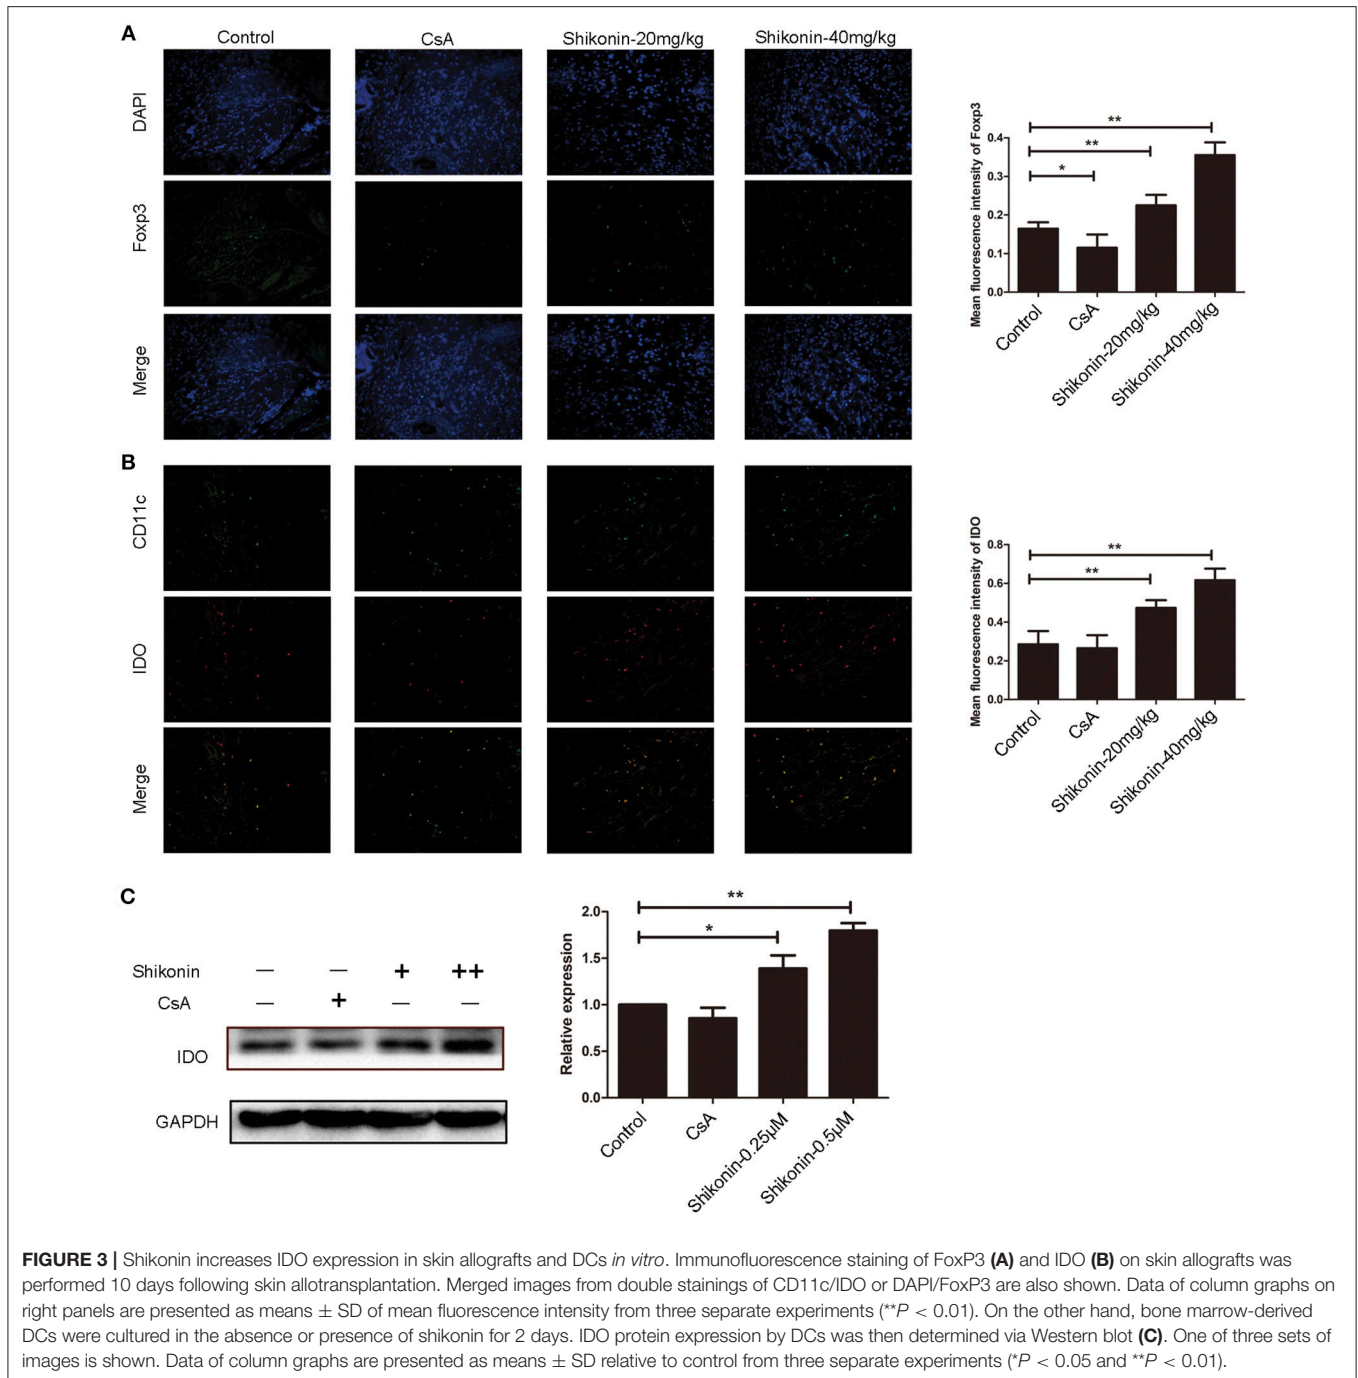 A
Control
CsA
Shikonin-20mg/kg
Shikonin-40mg/kg
DAPI
Foxp3
Merge
Mean fluorescence intensity of Foxp3
0.4
0.3
0.2
0.1
0.0
*
**
**
Control
CsA
Shikonin-20mg/kg
Shikonin-40mg/kg
B
CD11c
IDO
Merge
Mean fluorescence intensity of IDO
0.8
0.6
0.4
0.2
0.0
**
**
Control
CsA
Shikonin-20mg/kg
Shikonin-40mg/kg
C
Shikonin — — + ++
CsA — + — —
IDO
GAPDH
Relative expression
2.0
1.5
1.0
0.5
0.0
*
**
Control
CsA
Shikonin-0.25μM
Shikonin-0.5μM
FIGURE 3 | Shikonin increases IDO expression in skin allografts and DCs in vitro. Immunofluorescence staining of FoxP3 (A) and IDO (B) on skin allografts was
performed 10 days following skin allotransplantation. Merged images from double stainings of CD11c/IDO or DAPI/FoxP3 are also shown. Data of column graphs on
right panels are presented as means ± SD of mean fluorescence intensity from three separate experiments (**P < 0.01). On the other hand, bone marrow-derived
DCs were cultured in the absence or presence of shikonin for 2 days. IDO protein expression by DCs was then determined via Western blot (C). One of three sets of
images is shown. Data of column graphs are presented as means ± SD relative to control from three separate experiments (*P < 0.05 and **P < 0.01).